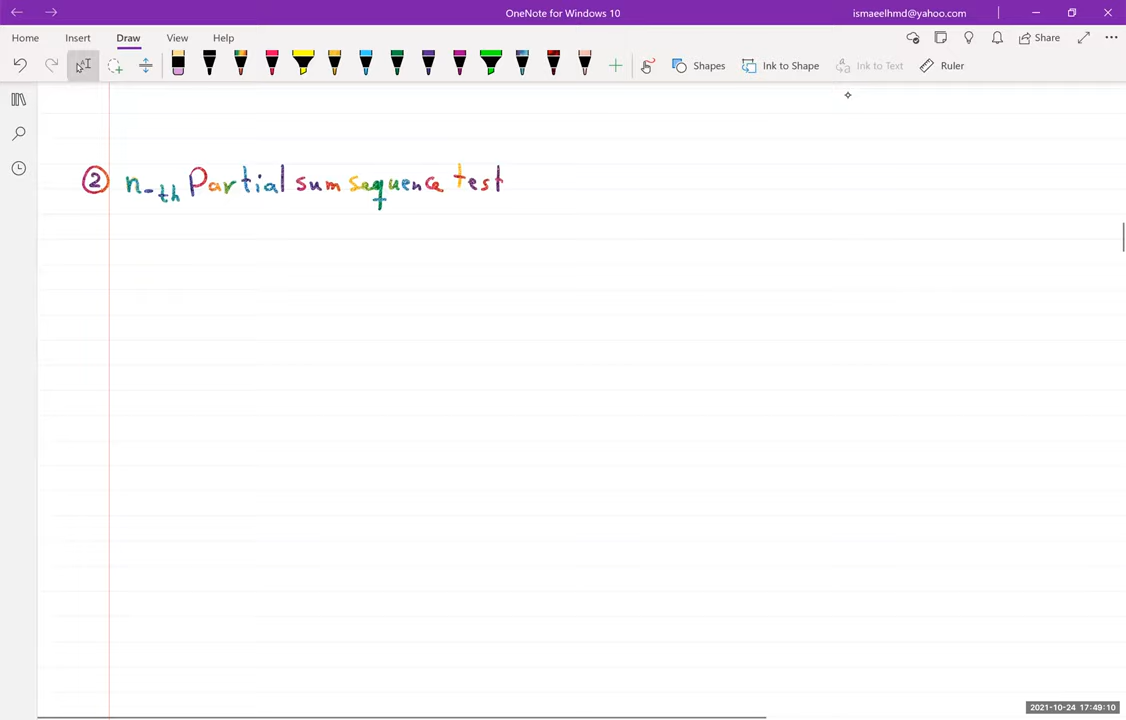 OneNote for Windows 10
ismaeelhmd@yahoo.com
Home Insert Draw View Help
Share
Shapes Ink to Shape Ink to Text Ruler
② n-th Partial sum sequence test
2021-10-24 17:49:10